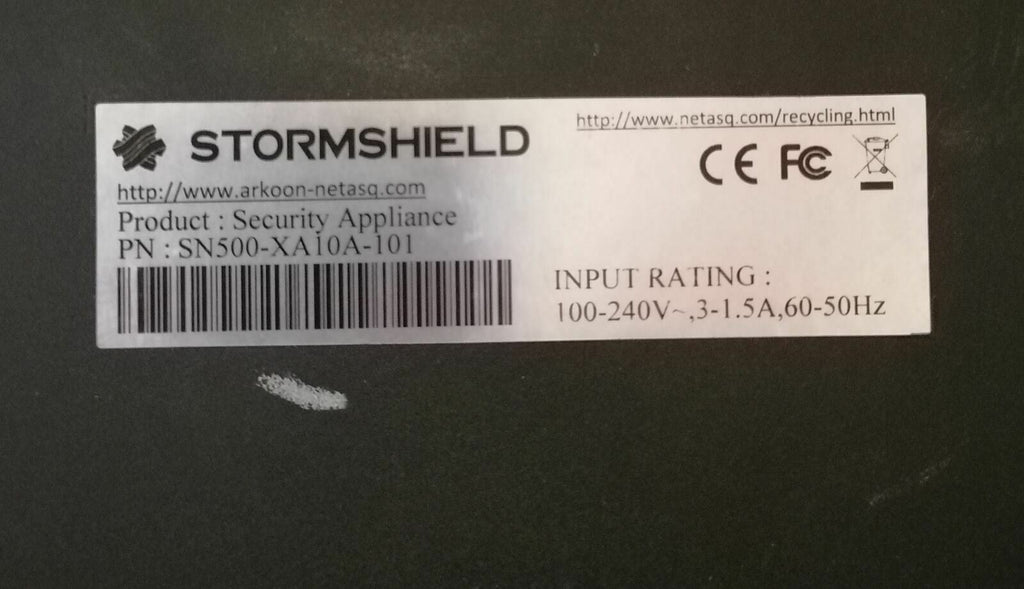 STORMSHIELD
http://www.arkoon-netasq.com
Product : Security Appliance
PN : SN500-XA10A-101
http://www.netasq.com/recycling.html
CE FC
INPUT RATING :
100-240V~,3-1.5A,60-50Hz